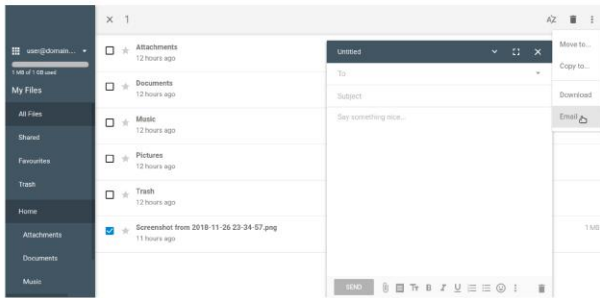 1
AZ
user@domain...
1 MB of 1 GB used
My Files
All Files
Shared
Favourites
Trash
Home
Attachments
Documents
Music
Attachments
12 hours ago
Documents
12 hours ago
Music
12 hours ago
Pictures
12 hours ago
Trash
12 hours ago
Screenshot from 2018-11-26 23-34-57.png
11 hours ago
1 MB
Untitled
To
Subject
Say something nice...
SEND
Move to...
Copy to...
Download
Email